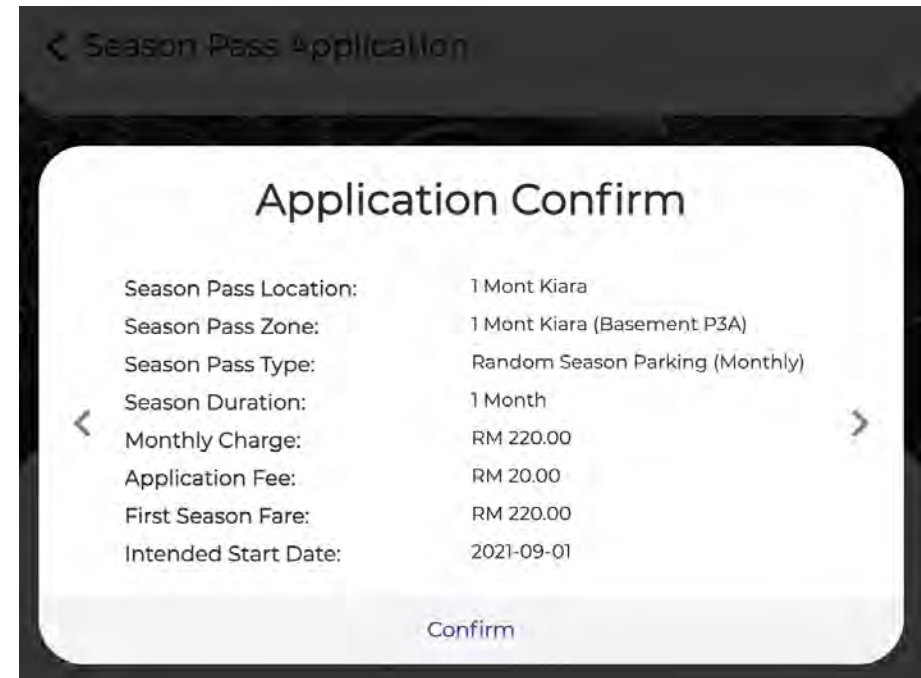 Season Pass Application
Application Confirm
Season Pass Location: 1 Mont Kiara
Season Pass Zone: 1 Mont Kiara (Basement P3A)
Season Pass Type: Random Season Parking (Monthly)
Season Duration: 1 Month
Monthly Charge: RM 220.00
Application Fee: RM 20.00
First Season Fare: RM 220.00
Intended Start Date: 2021-09-01
Confirm